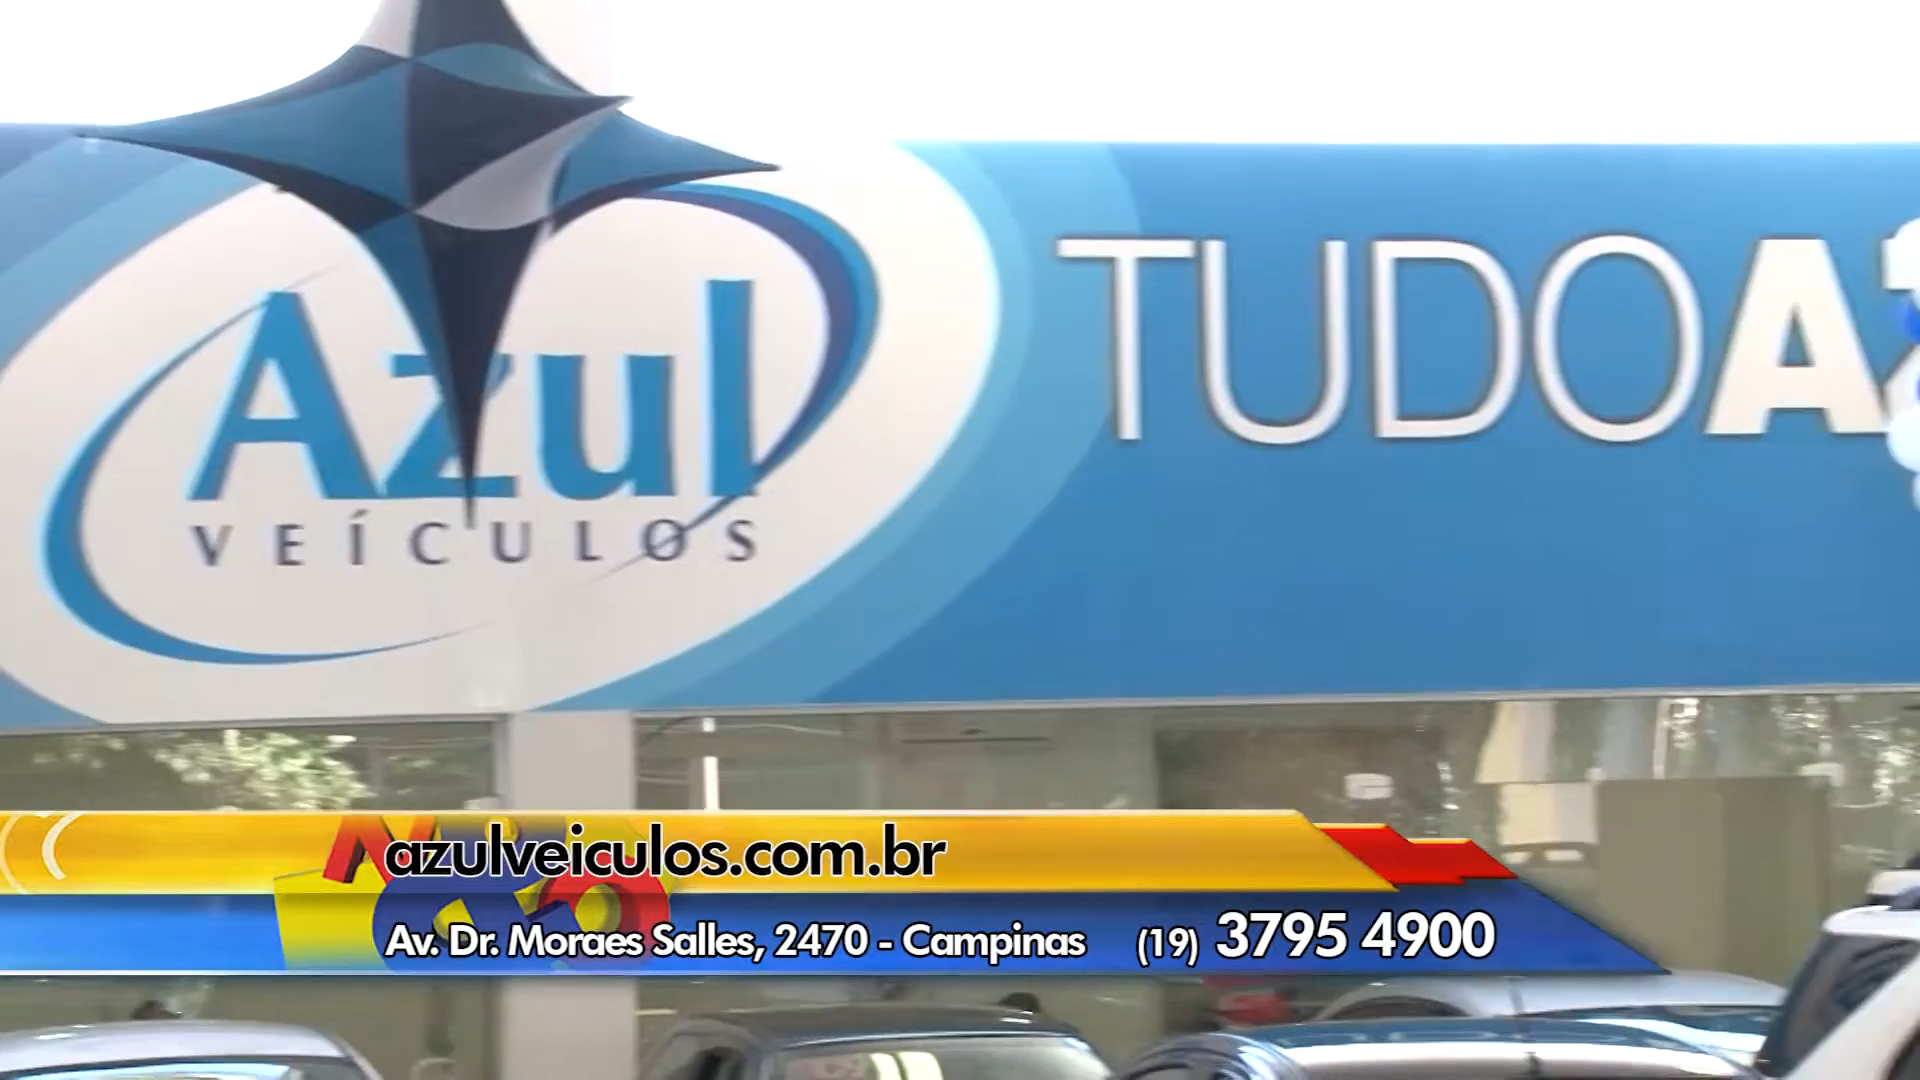 Azul
VEÍCULOS
TUDOA
azulveiculos.com.br
Av. Dr. Moraes Salles, 2470 - Campinas (19) 3795 4900